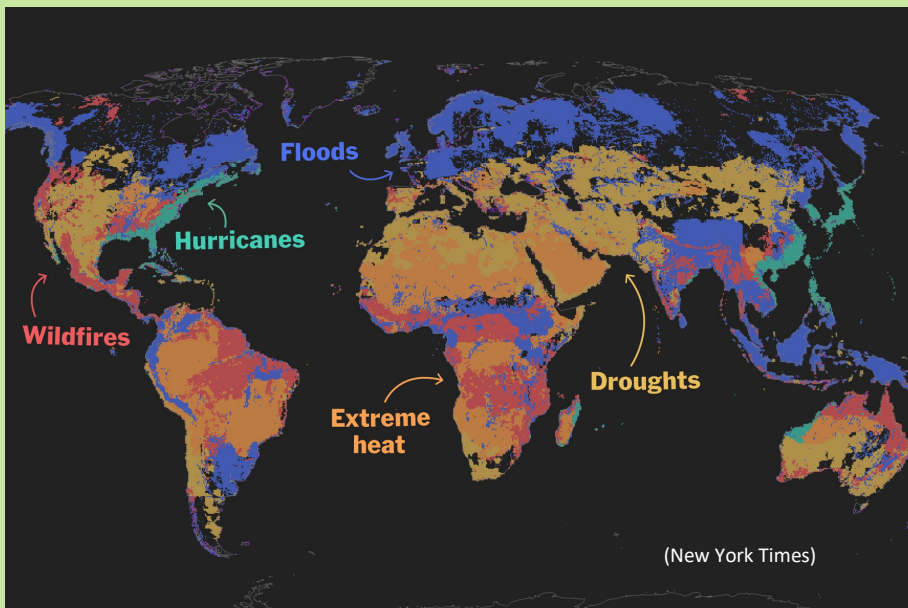 Floods
Hurricanes
Wildfires
Droughts
Extreme
heat
(New York Times)